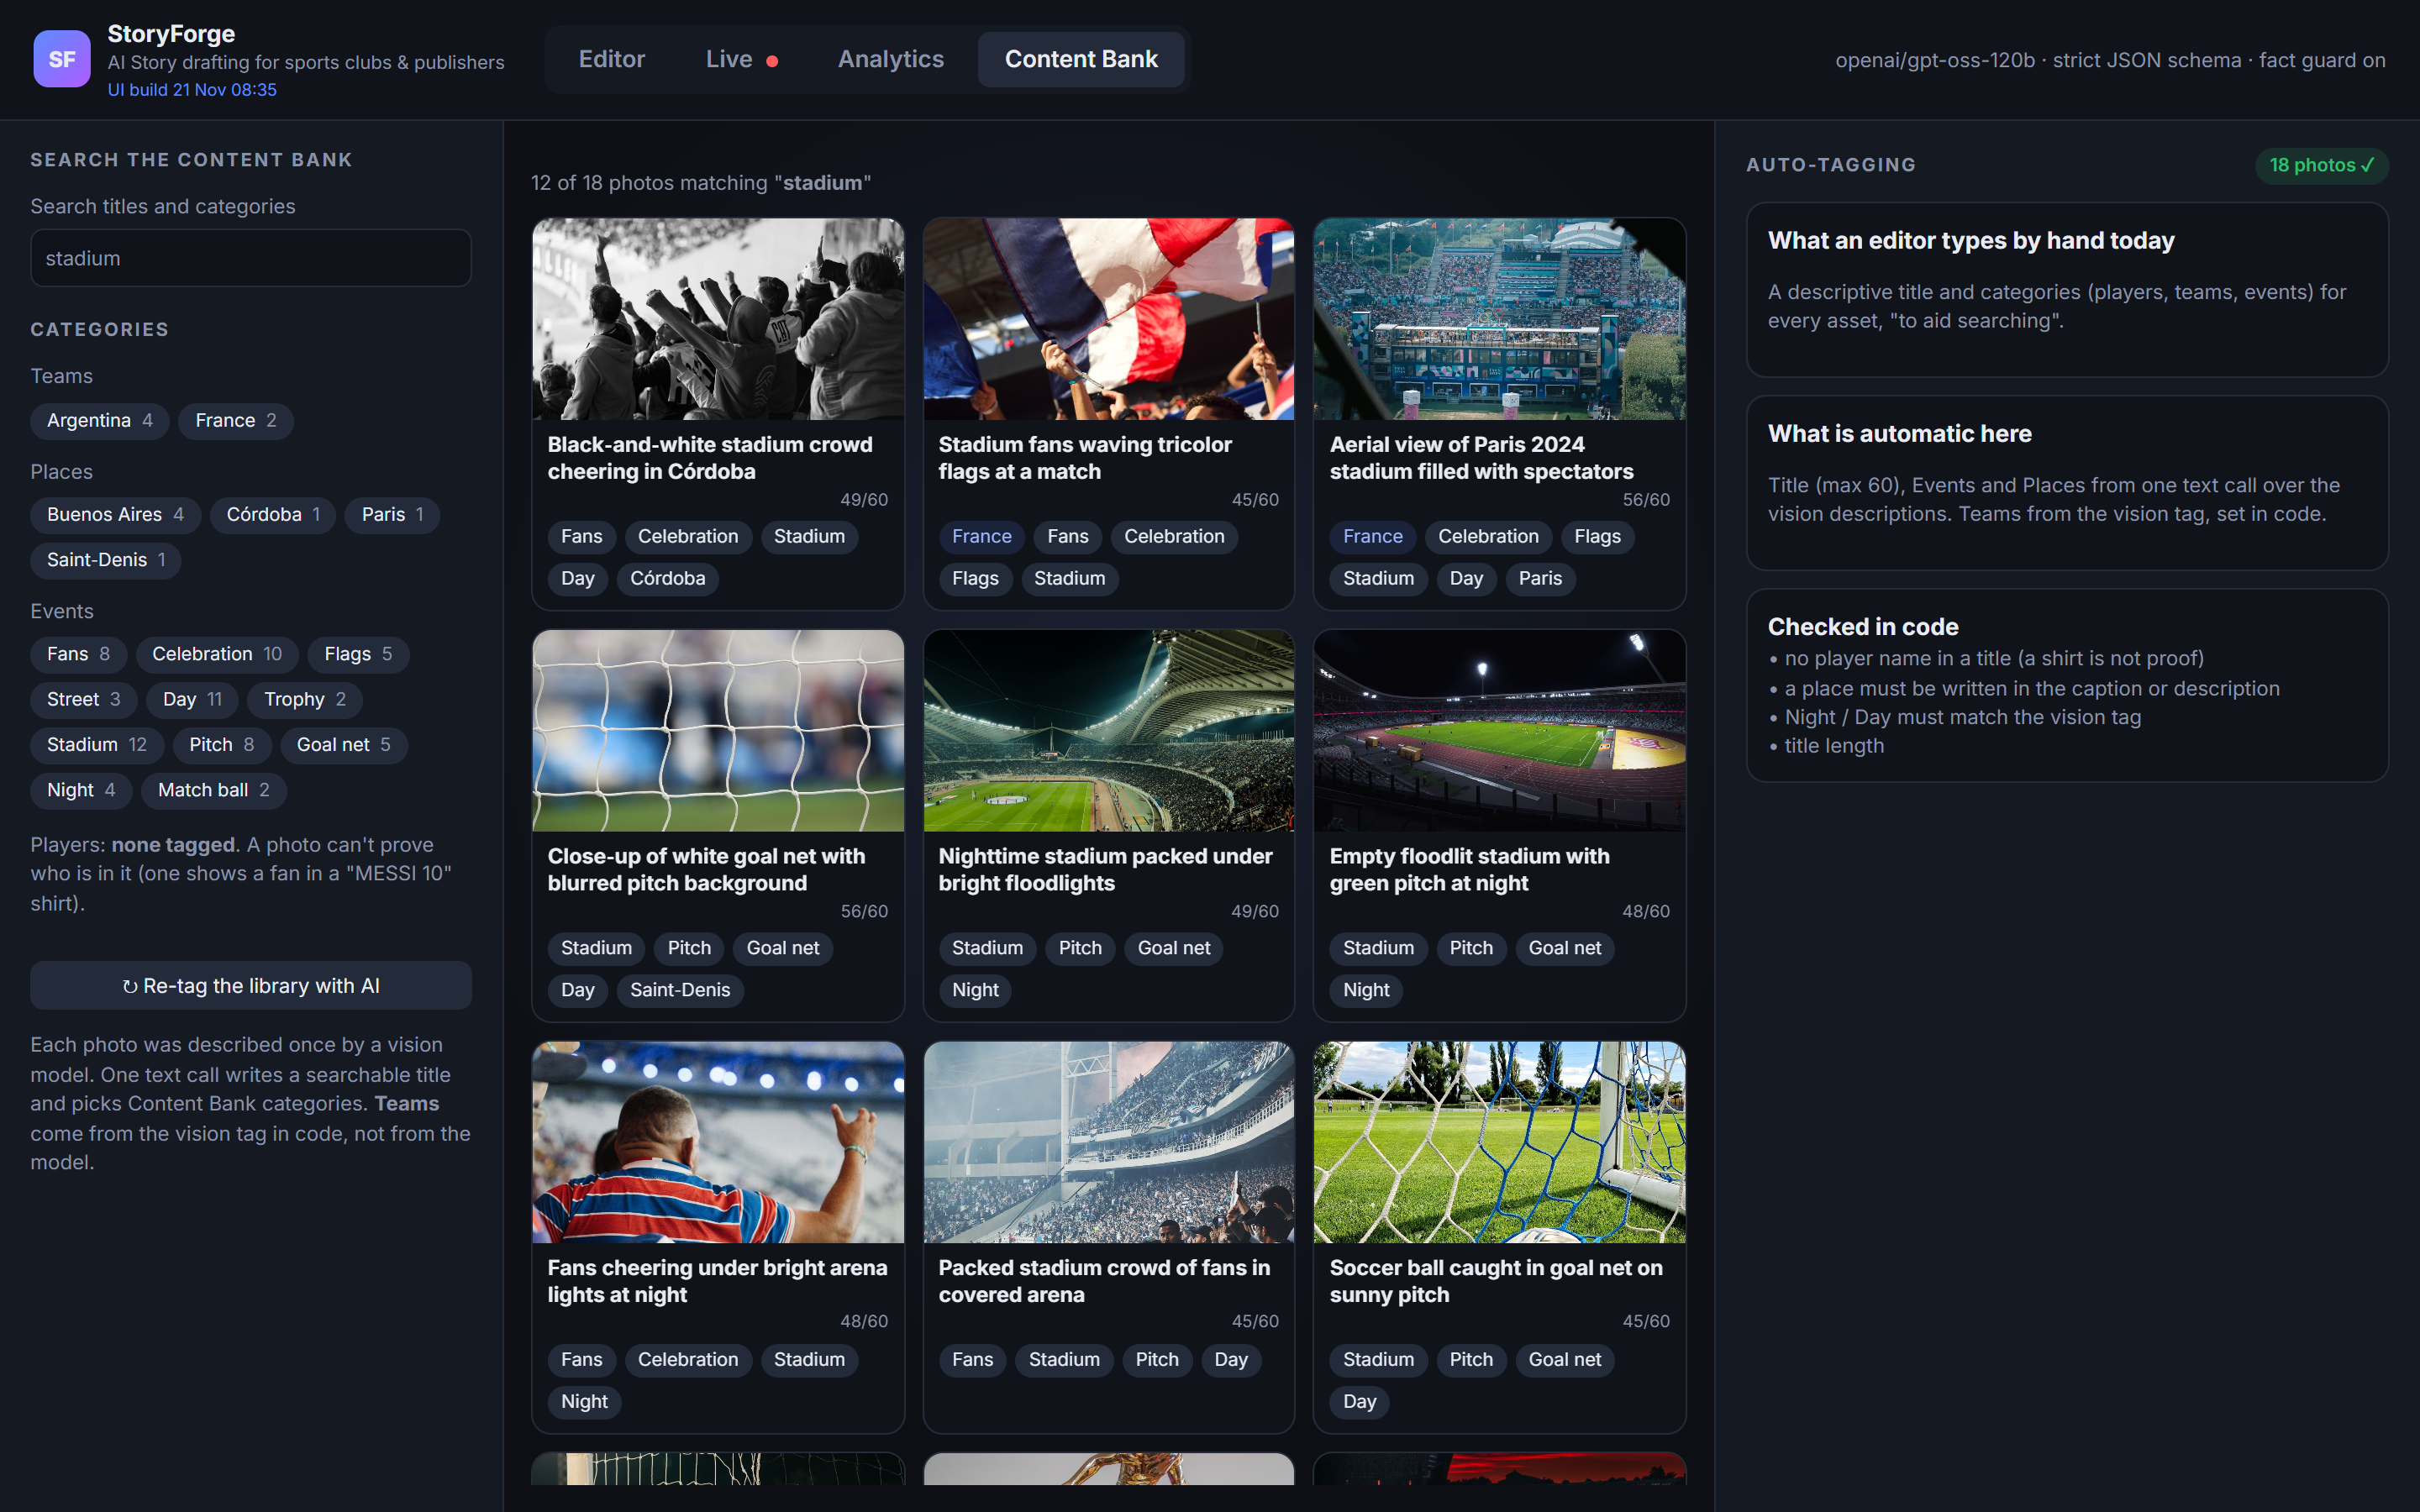 SF
StoryForge
AI Story drafting for sports clubs & publishers
UI build 21 Nov 08:35
Editor
Live
Analytics
Content Bank
openai/gpt-oss-120b · strict JSON schema · fact guard on
SEARCH THE CONTENT BANK
Search titles and categories
stadium
CATEGORIES
Teams
Argentina 4
France 2
Places
Buenos Aires 4
Córdoba 1
Paris 1
Saint-Denis 1
Events
Fans 8
Celebration 10
Flags 5
Street 3
Day 11
Trophy 2
Stadium 12
Pitch 8
Goal net 5
Night 4
Match ball 2
Players: none tagged. A photo can't prove
who is in it (one shows a fan in a "MESSI 10"
shirt).
↻ Re-tag the library with AI
Each photo was described once by a vision
model. One text call writes a searchable title
and picks Content Bank categories. Teams
come from the vision tag in code, not from the
model.
12 of 18 photos matching "stadium"
Black-and-white stadium crowd
cheering in Córdoba
49/60
Fans
Celebration
Stadium
Day
Córdoba
Stadium fans waving tricolor
flags at a match
45/60
France
Fans
Celebration
Flags
Stadium
Aerial view of Paris 2024
stadium filled with spectators
56/60
France
Celebration
Flags
Stadium
Day
Paris
Close-up of white goal net with
blurred pitch background
56/60
Stadium
Pitch
Goal net
Day
Saint-Denis
Nighttime stadium packed under
bright floodlights
49/60
Stadium
Pitch
Goal net
Night
Empty floodlit stadium with
green pitch at night
48/60
Stadium
Pitch
Goal net
Night
Fans cheering under bright arena
lights at night
48/60
Fans
Celebration
Stadium
Night
Packed stadium crowd of fans in
covered arena
45/60
Fans
Stadium
Pitch
Day
Soccer ball caught in goal net on
sunny pitch
45/60
Stadium
Pitch
Goal net
Day
AUTO-TAGGING
18 photos ✓
What an editor types by hand today
A descriptive title and categories (players, teams, events) for
every asset, "to aid searching".
What is automatic here
Title (max 60), Events and Places from one text call over the
vision descriptions. Teams from the vision tag, set in code.
Checked in code
• no player name in a title (a shirt is not proof)
• a place must be written in the caption or description
• Night / Day must match the vision tag
• title length